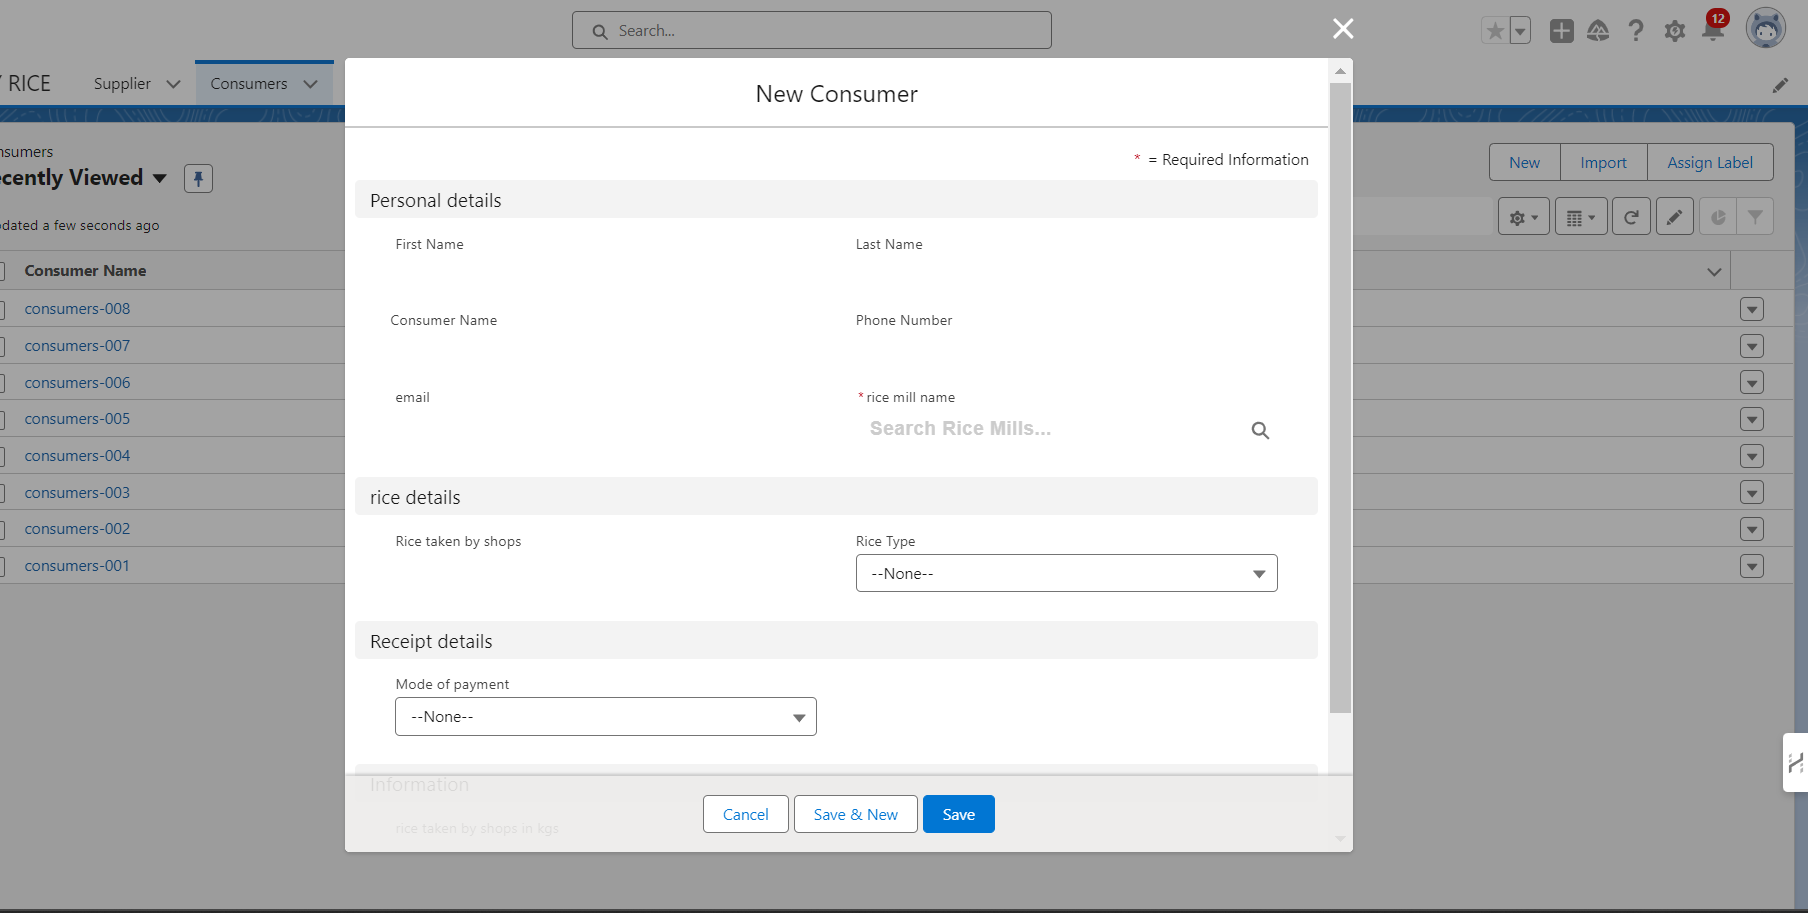 Search...
12
RICE
Supplier
Consumers
New Consumer
nsumers
* = Required Information
New
Import
Assign Label
ecently Viewed
Personal details
dated a few seconds ago
First Name
Last Name
Consumer Name
consumers-008
Consumer Name
Phone Number
consumers-007
consumers-006
email
* rice mill name
consumers-005
Search Rice Mills...
consumers-004
consumers-003
rice details
consumers-002
Rice taken by shops
Rice Type
consumers-001
--None--
Receipt details
Mode of payment
--None--
Information
rice taken by shops in kgs
Cancel
Save & New
Save